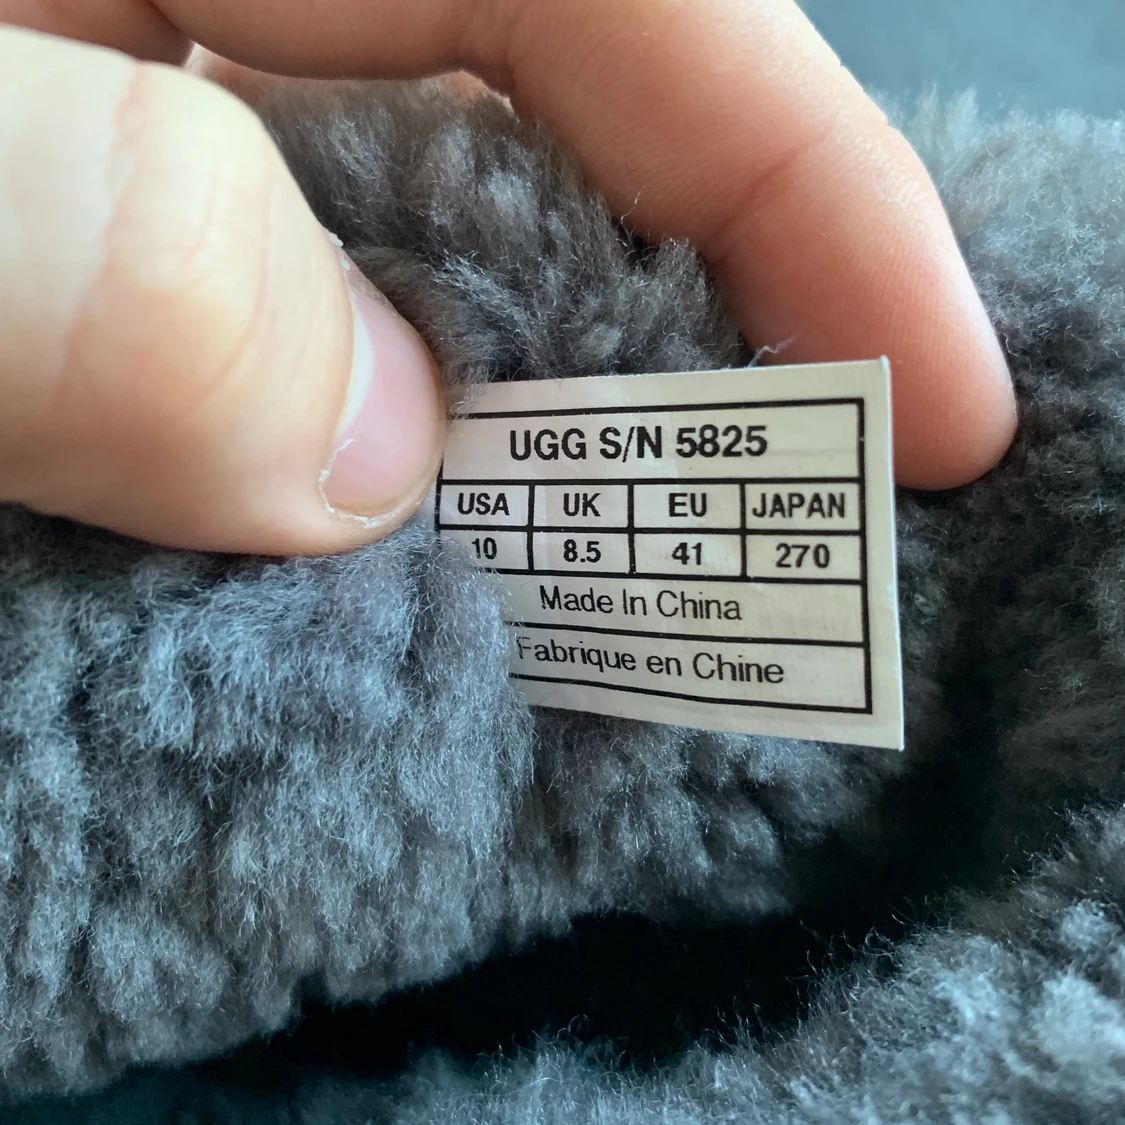 UGG S/N 5825
USA UK EU JAPAN
10 8.5 41 270
Made In China
Fabrique en Chine